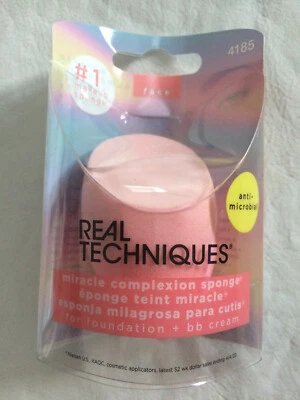 4185
#1
face
anti-
microbial
REAL
TECHNIQUES®
miracle complexion sponge®
éponge teint miracle®
esponja milagrosa para cutis®
for foundation + bb cream